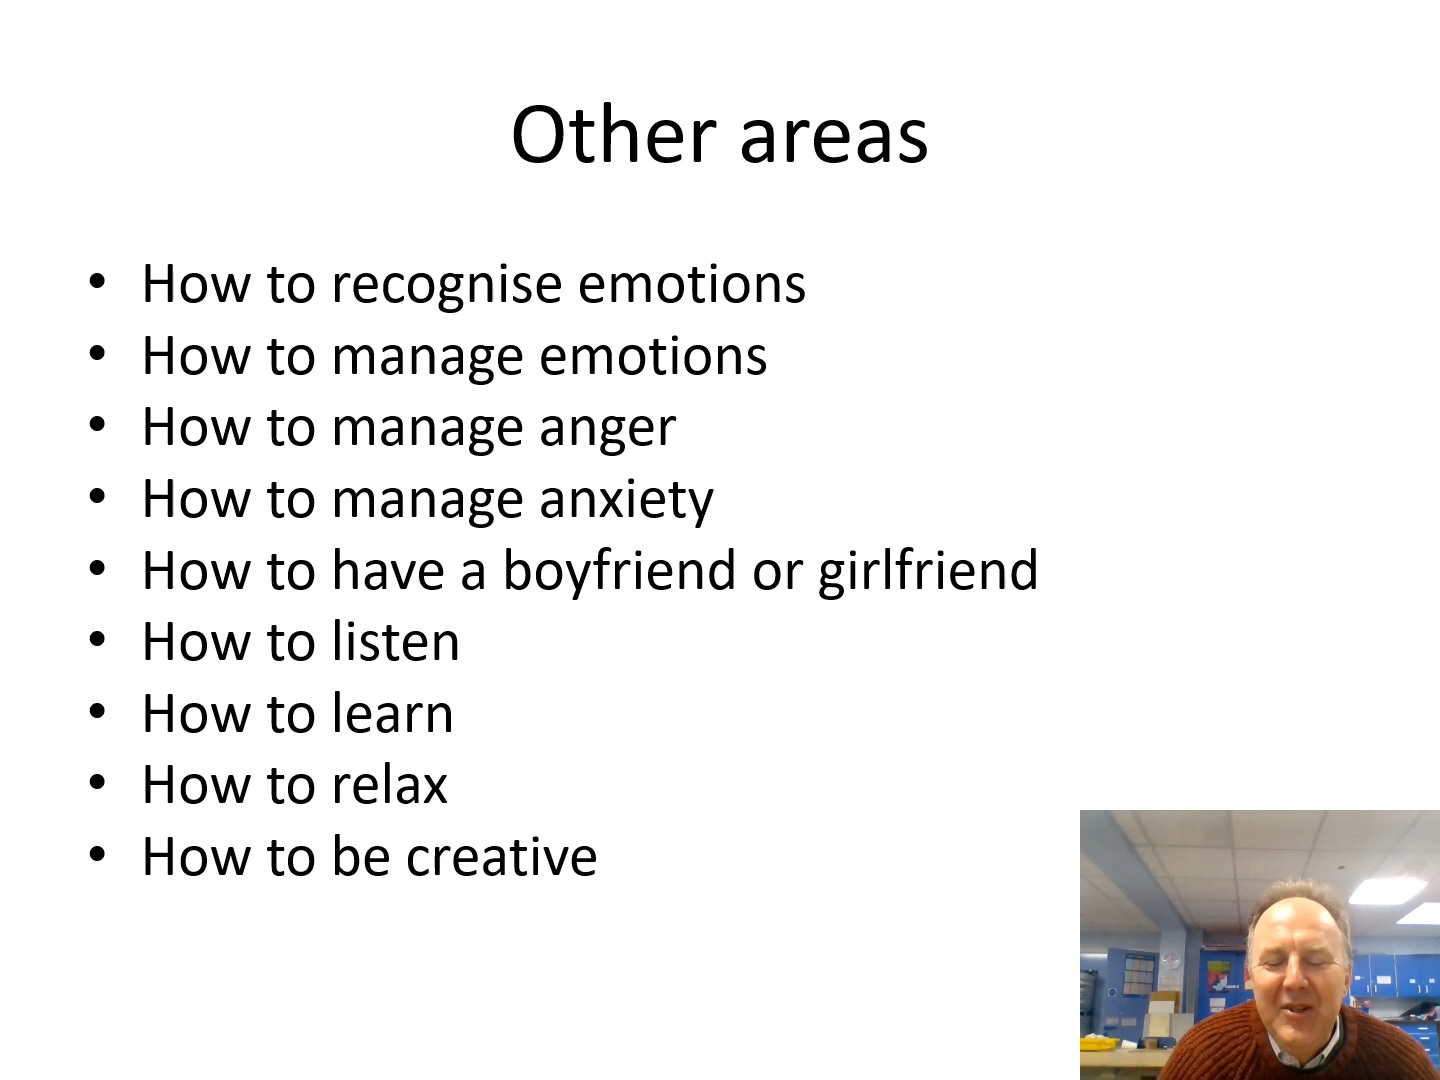 Other areas
• How to recognise emotions
• How to manage emotions
• How to manage anger
• How to manage anxiety
• How to have a boyfriend or girlfriend
• How to listen
• How to learn
• How to relax
• How to be creative